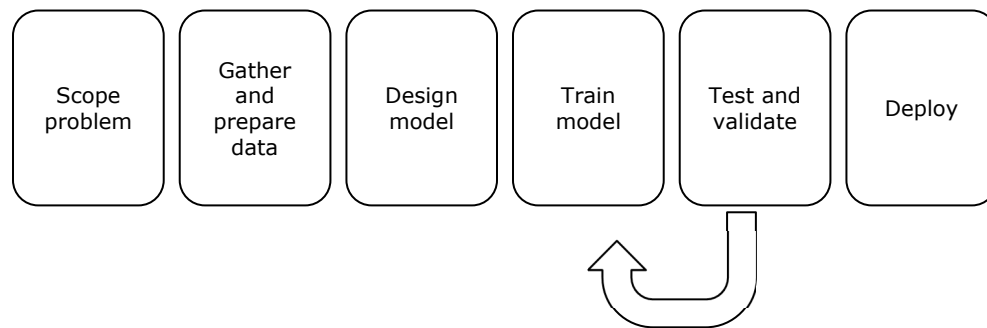 Scope
problem
Gather
and
prepare
data
Design
model
Train
model
Test and
validate
Deploy